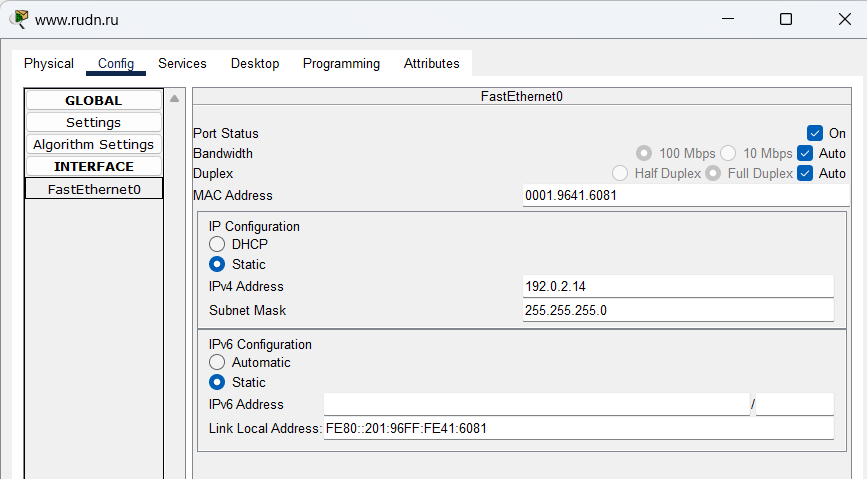 www.rudn.ru
Physical Config Services Desktop Programming Attributes
GLOBAL
Settings
Algorithm Settings
INTERFACE
FastEthernet0
FastEthernet0
Port Status On
Bandwidth 100 Mbps 10 Mbps Auto
Duplex Half Duplex Full Duplex Auto
MAC Address 0001.9641.6081
IP Configuration
DHCP
Static
IPv4 Address 192.0.2.14
Subnet Mask 255.255.255.0
IPv6 Configuration
Automatic
Static
IPv6 Address /
Link Local Address: FE80::201:96FF:FE41:6081